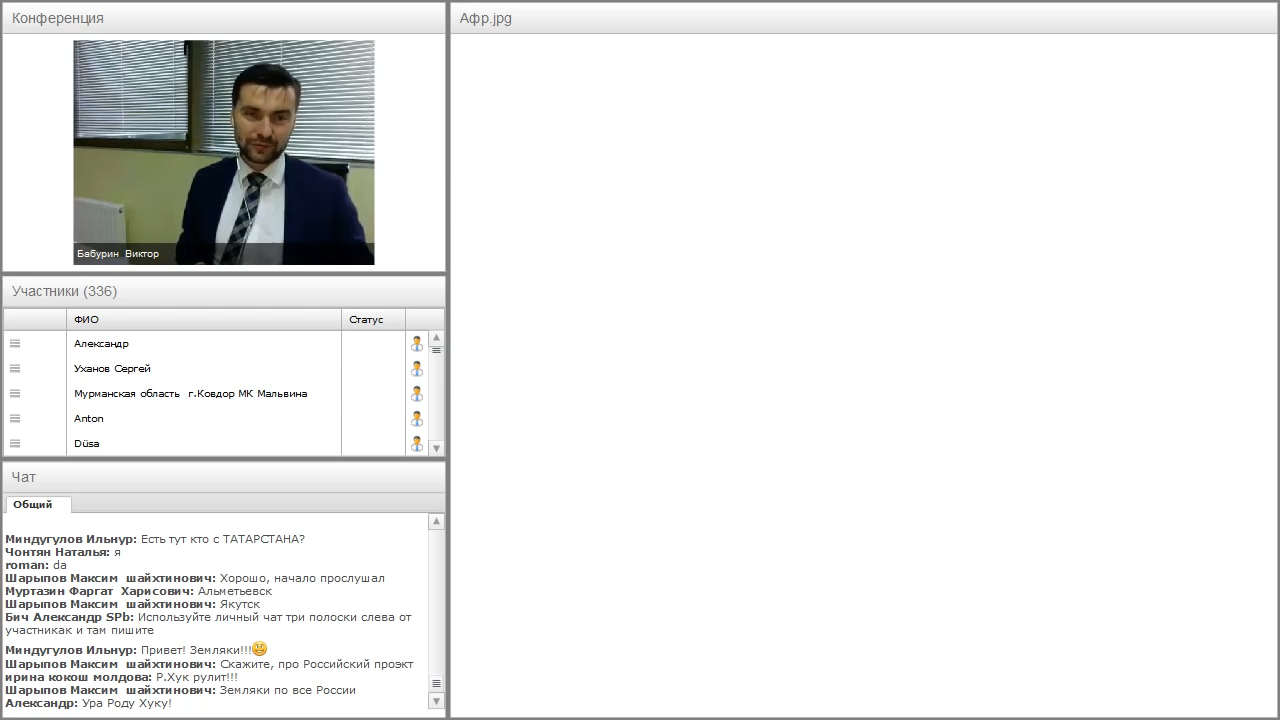 Конференция
Афр.jpg
Бабурин Виктор
Участники (336)
ФИО
Статус
Александр
Уханов Сергей
Мурманская область г.Ковдор МК Мальвина
Anton
Düsa
Чат
Общий
Миндугулов Ильнур: Есть тут кто с ТАТАРСТАНА?
Чонтян Наталья: я
roman: da
Шарыпов Максим шайхтинович: Хорошо, начало прослушал
Муртазин Фаргат Харисович: Альметьевск
Шарыпов Максим шайхтинович: Якутск
Бич Александр SPb: Используйте личный чат три полоски слева от
участникак и там пишите
Миндугулов Ильнур: Привет! Земляки!!!
Шарыпов Максим шайхтинович: Скажите, про Российский проэкт
ирина кокош молдова: Р.Хук рулит!!!
Шарыпов Максим шайхтинович: Земляки по все России
Александр: Ура Роду Хуку!